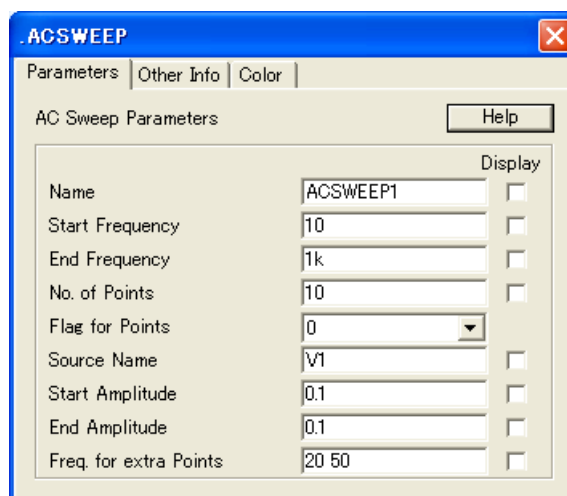 .ACSWEEP
Parameters Other Info Color
AC Sweep Parameters Help
Display
Name ACSWEEP1
Start Frequency 10
End Frequency 1k
No. of Points 10
Flag for Points 0
Source Name V1
Start Amplitude 0.1
End Amplitude 0.1
Freq. for extra Points 20 50